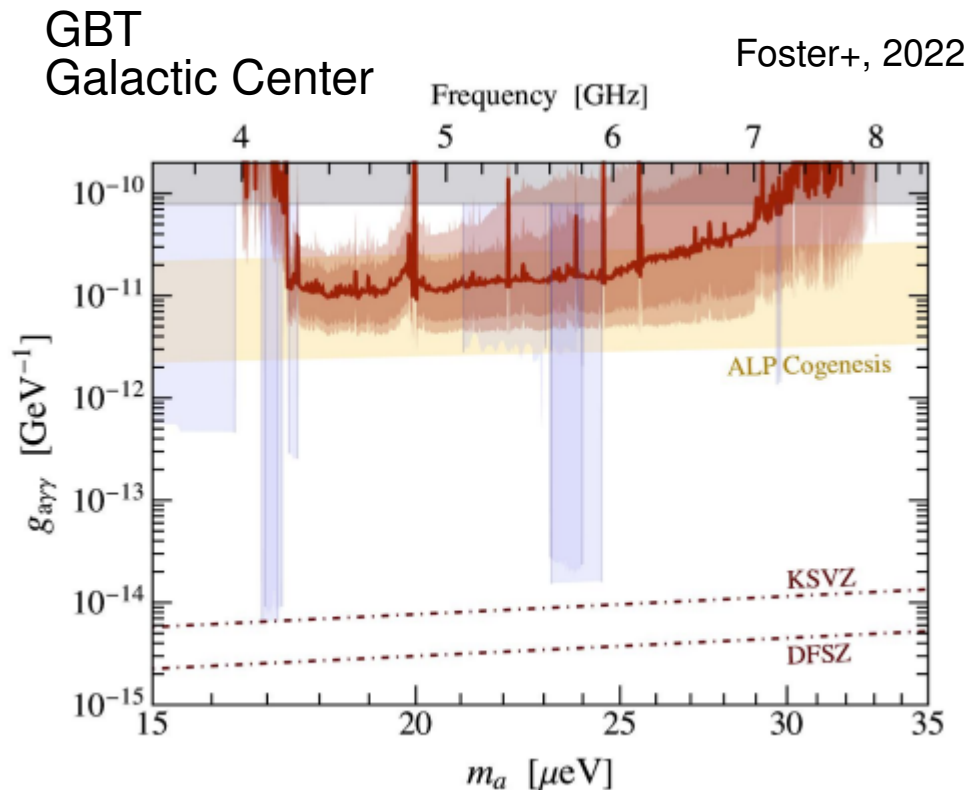 GBT
Galactic Center
Foster+, 2022
Frequency [GHz]
4 5 6 7 8
10⁻¹⁰
10⁻¹¹
10⁻¹²
10⁻¹³
10⁻¹⁴
10⁻¹⁵
g_aγγ [GeV⁻¹]
ALP Cogenesis
KSVZ
DFSZ
15 20 25 30 35
m_a [μeV]